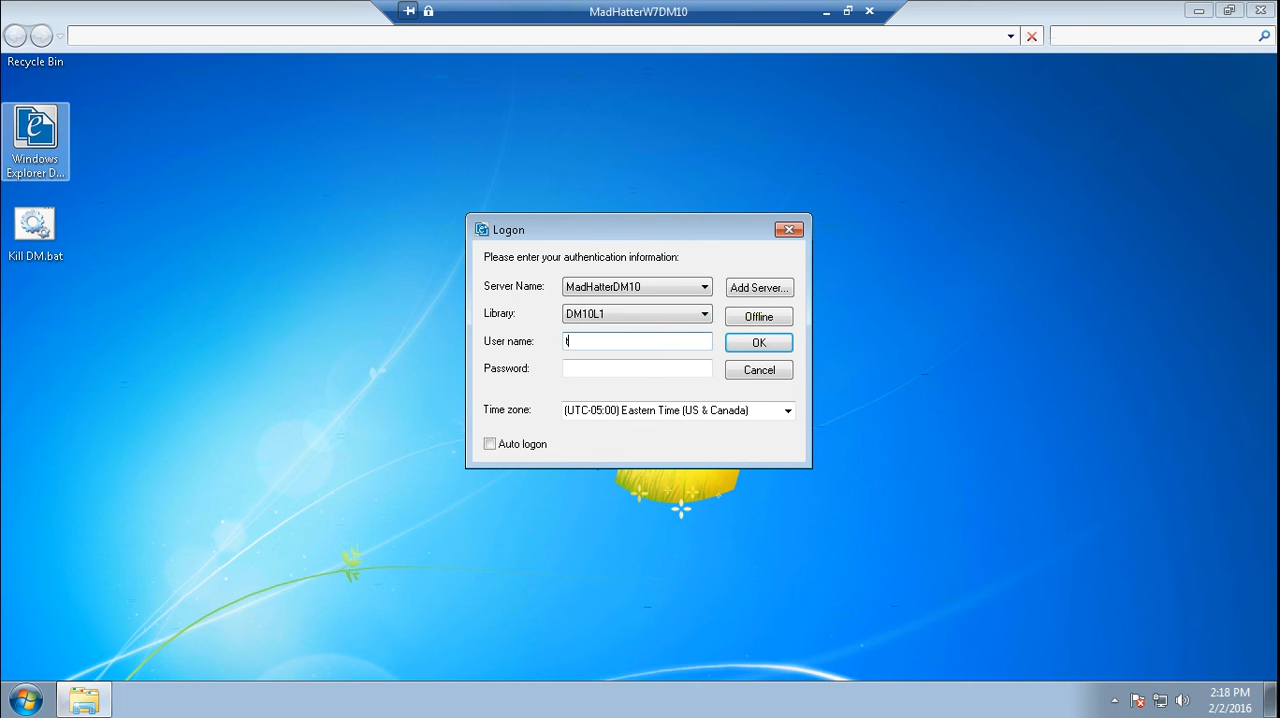 MadHatterW7DM10
Recycle Bin
Windows
Explorer D...
Kill DM.bat
Logon
Please enter your authentication information:
Server Name:
MadHatterDM10
Add Server...
Library:
DM10L1
Offline
User name:
t
OK
Password:
Cancel
Time zone:
(UTC-05:00) Eastern Time (US & Canada)
Auto logon
2:18 PM
2/2/2016